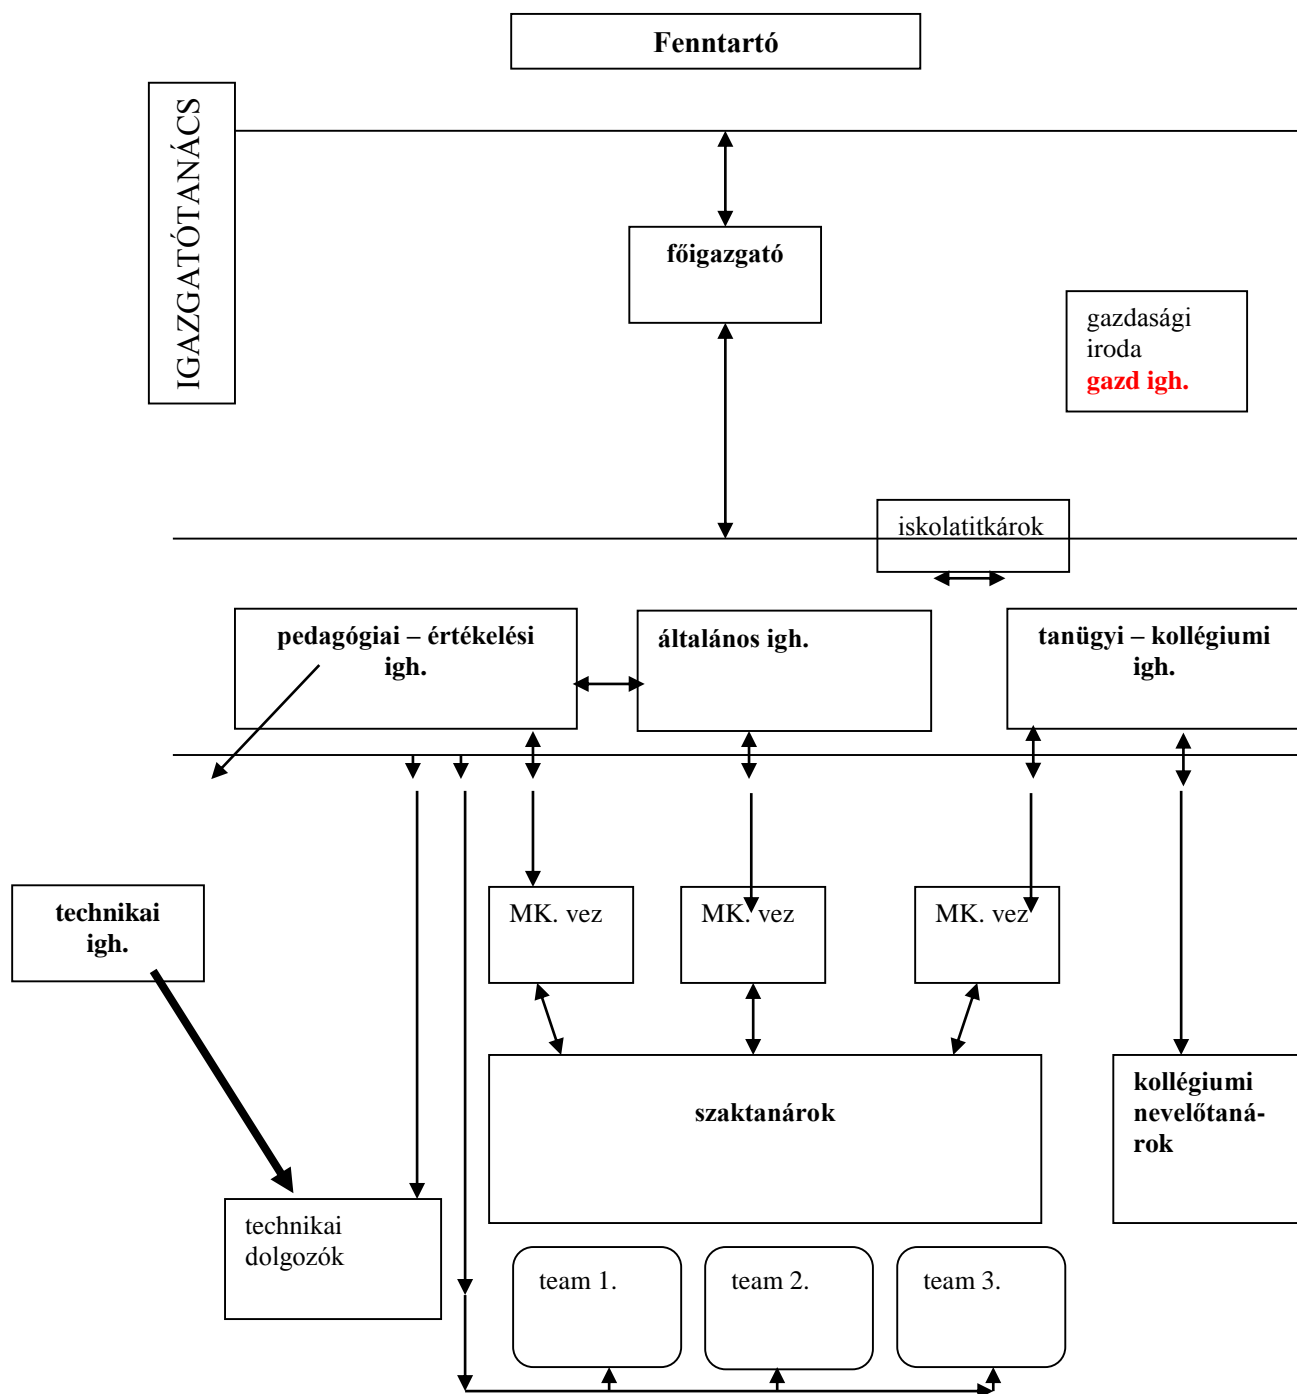 Fenntartó
IGAZGATÓTANÁCS
főigazgató
gazdasági
iroda
gazd igh.
iskolatitkárok
pedagógiai – értékelési
igh.
általános igh.
tanügyi – kollégiumi
igh.
technikai
igh.
MK. vez
MK. vez
MK. vez
szaktanárok
kollégiumi
nevelőtaná-
rok
technikai
dolgozók
team 1.
team 2.
team 3.